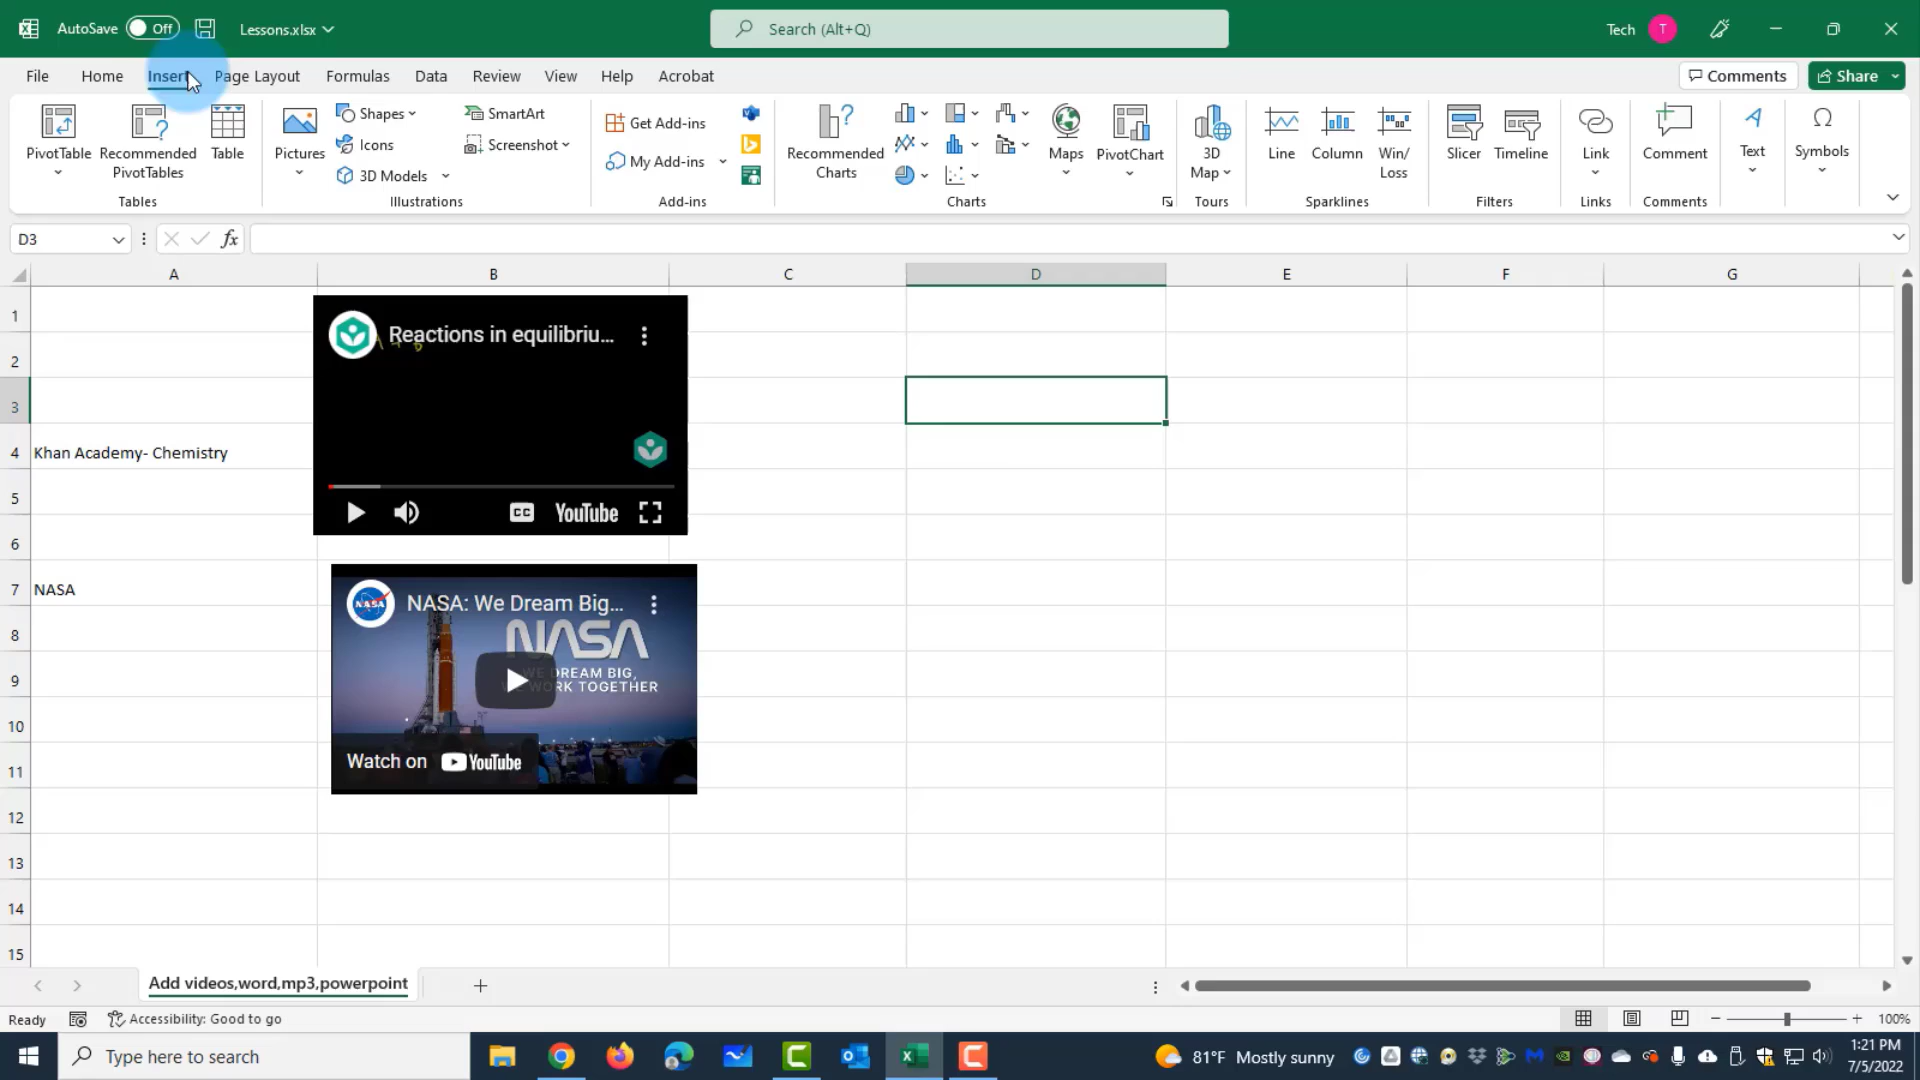 AutoSave Off Lessons.xlsx Search (Alt+Q) Tech T
File Home Insert Page Layout Formulas Data Review View Help Acrobat Comments Share
PivotTable Recommended PivotTables Table
Tables
Pictures Shapes Icons 3D Models SmartArt Screenshot
Illustrations
Get Add-ins
My Add-ins
Add-ins
Recommended Charts Maps PivotChart
Charts
3D Map
Tours
Line Column Win/Loss
Sparklines
Slicer Timeline
Filters
Link
Links
Comment
Comments
Text
Symbols
D3 fx
A B C D E F G
1
Reactions in equilibriu...
2
3
4 Khan Academy- Chemistry
5
CC YouTube
6
7 NASA
NASA NASA: We Dream Big...
8
NASA
9
WE DREAM BIG,
WORK TOGETHER
10
11
Watch on YouTube
12
13
14
15
Add videos,word,mp3,powerpoint
Ready Accessibility: Good to go 100%
Type here to search 81°F Mostly sunny 1:21 PM
7/5/2022